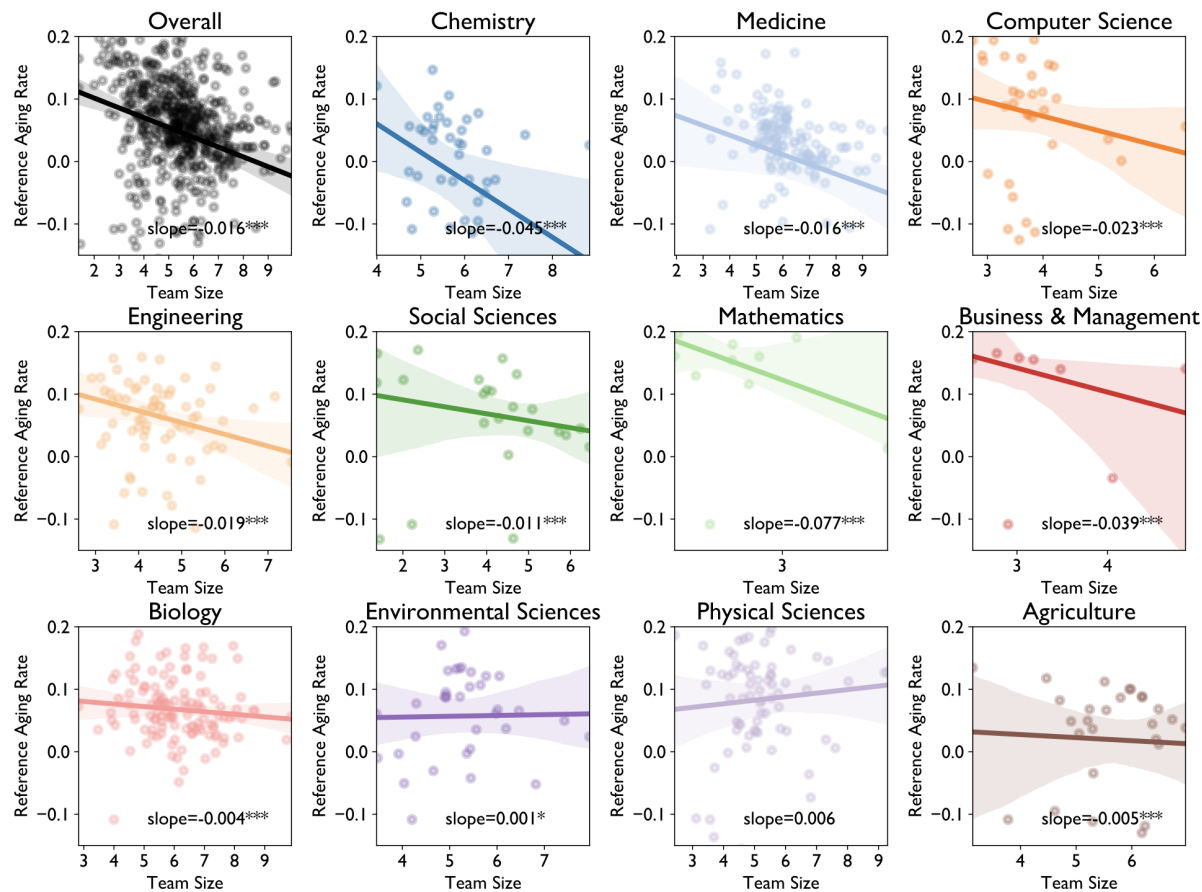 Overall
Chemistry
Medicine
Computer Science
Reference Aging Rate
0.2
0.1
0.0
−0.1
slope=-0.016***
2 3 4 5 6 7 8 9
Team Size
Reference Aging Rate
0.2
0.1
0.0
−0.1
slope=-0.045***
4 5 6 7 8
Team Size
Reference Aging Rate
0.2
0.1
0.0
−0.1
slope=-0.016***
2 3 4 5 6 7 8 9
Team Size
Reference Aging Rate
0.2
0.1
0.0
−0.1
slope=-0.023***
3 4 5 6
Team Size
Engineering
Social Sciences
Mathematics
Business & Management
Reference Aging Rate
0.2
0.1
0.0
−0.1
slope=-0.019***
3 4 5 6 7
Team Size
Reference Aging Rate
0.2
0.1
0.0
−0.1
slope=-0.011***
2 3 4 5 6
Team Size
Reference Aging Rate
0.2
0.1
0.0
−0.1
slope=-0.077***
3
Team Size
Reference Aging Rate
0.2
0.1
0.0
−0.1
slope=-0.039***
3 4
Team Size
Biology
Environmental Sciences
Physical Sciences
Agriculture
Reference Aging Rate
0.2
0.1
0.0
−0.1
slope=-0.004***
3 4 5 6 7 8 9
Team Size
Reference Aging Rate
0.2
0.1
0.0
−0.1
slope=0.001*
4 5 6 7
Team Size
Reference Aging Rate
0.2
0.1
0.0
−0.1
slope=0.006
3 4 5 6 7 8 9
Team Size
Reference Aging Rate
0.2
0.1
0.0
−0.1
slope=-0.005***
4 5 6
Team Size